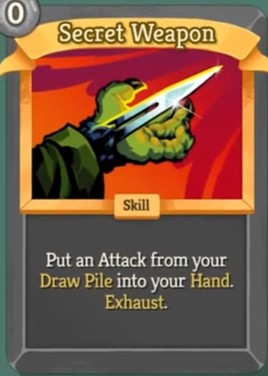 0
Secret Weapon
Skill
Put an Attack from your
Draw Pile into your Hand.
Exhaust.